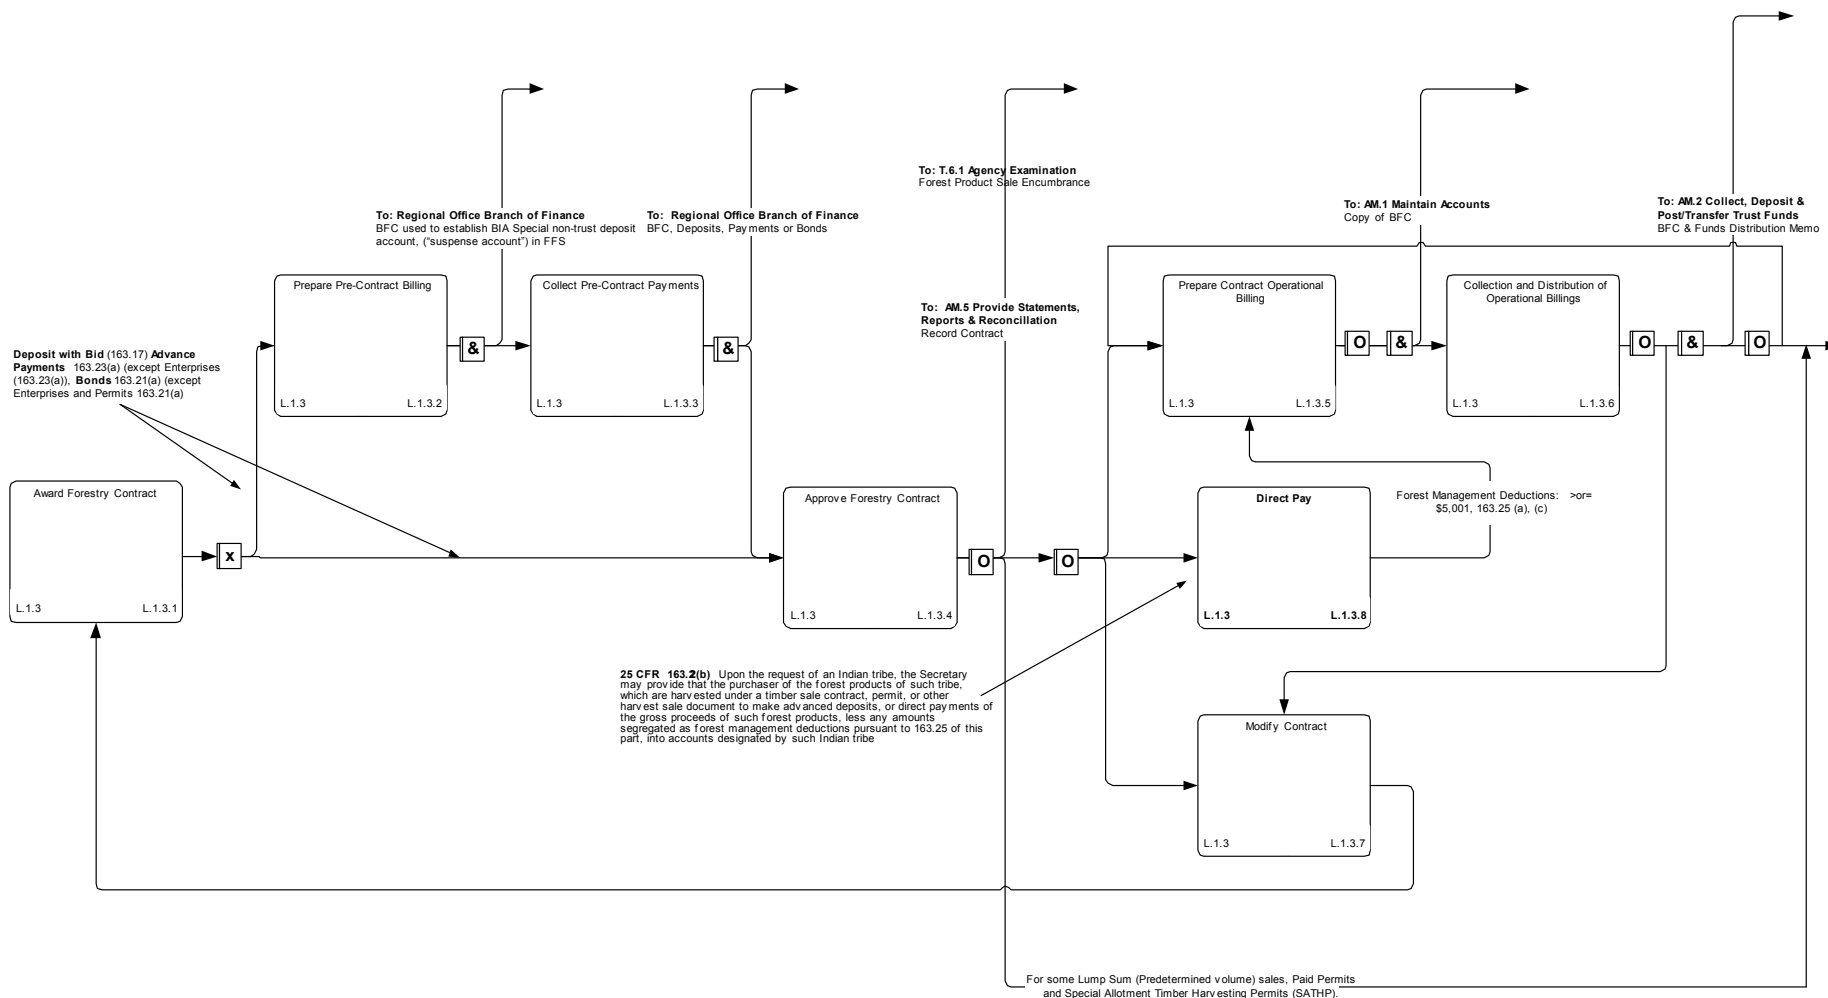 To: T.6.1 Agency Examination
Forest Product Sale Encumbrance
To: Regional Office Branch of Finance
BFC used to establish BIA Special non-trust deposit
account, (“suspense account”) in FFS
To: Regional Office Branch of Finance
BFC, Deposits, Payments or Bonds
To: AM.1 Maintain Accounts
Copy of BFC
To: AM.2 Collect, Deposit &
Post/Transfer Trust Funds
BFC & Funds Distribution Memo
Prepare Pre-Contract Billing
L.1.3
L.1.3.2
&
Collect Pre-Contract Payments
L.1.3
L.1.3.3
&
To: AM.5 Provide Statements,
Reports & Reconcillation
Record Contract
Prepare Contract Operational
Billing
L.1.3
L.1.3.5
O
&
Collection and Distribution of
Operational Billings
L.1.3
L.1.3.6
O
&
O
Deposit with Bid (163.17) Advance
Payments 163.23(a) (except Enterprises
(163.23(a)), Bonds 163.21(a) (except
Enterprises and Permits 163.21(a)
Award Forestry Contract
L.1.3
L.1.3.1
x
Approve Forestry Contract
L.1.3
L.1.3.4
O
O
Direct Pay
L.1.3
L.1.3.8
Forest Management Deductions: >or=
$5,001, 163.25 (a), (c)
25 CFR 163.2(b) Upon the request of an Indian tribe, the Secretary
may provide that the purchaser of the forest products of such tribe,
which are harvested under a timber sale contract, permit, or other
harvest sale document to make advanced deposits, or direct payments of
the gross proceeds of such forest products, less any amounts
segregated as forest management deductions pursuant to 163.25 of this
part, into accounts designated by such Indian tribe
Modify Contract
L.1.3
L.1.3.7
For some Lump Sum (Predetermined volume) sales, Paid Permits
and Special Allotment Timber Harvesting Permits (SATHP).